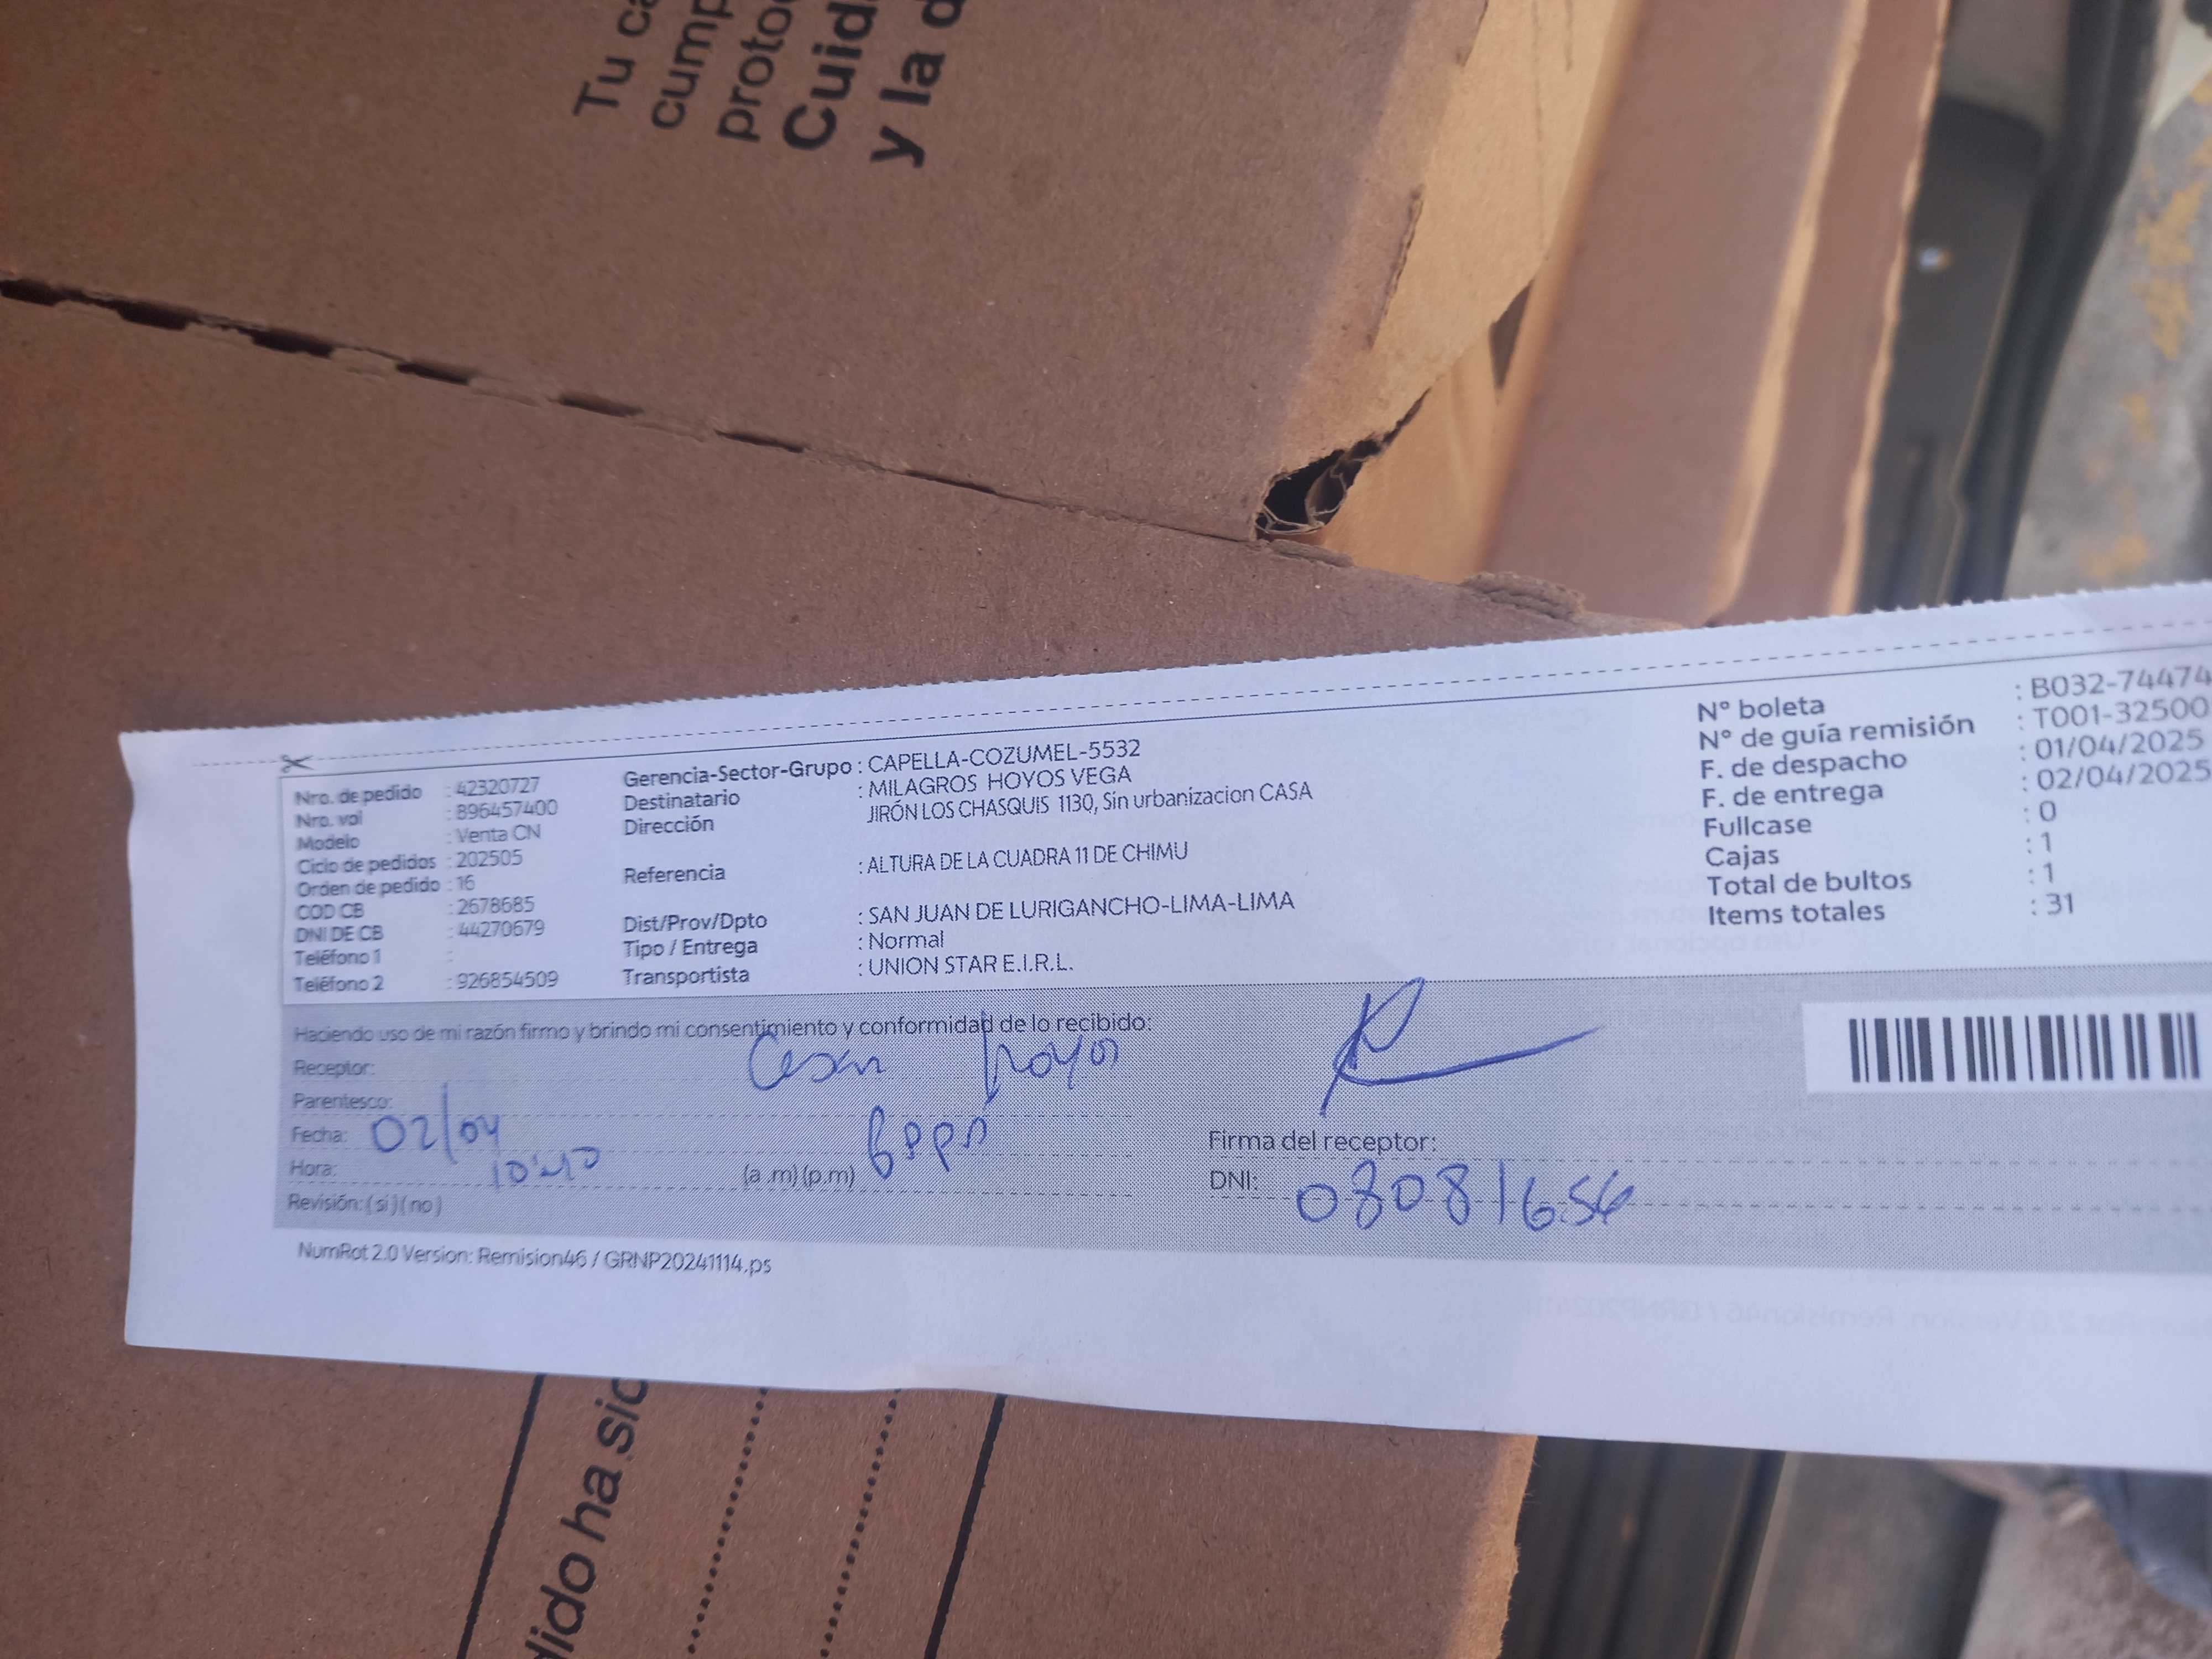 Tu ca
cump
proto
Cuid
y la d
Nro. de pedido : 42320727
Nro. vol : 896457400
Modelo : Venta CN
Ciclo de pedidos : 202505
Orden de pedido : 16
COD CB : 2678685
DNI DE CB : 44270679
Teléfono 1 :
Teléfono 2 : 926854509
Gerencia-Sector-Grupo : CAPELLA-COZUMEL-5532
Destinatario : MILAGROS HOYOS VEGA
Dirección JIRÓN LOS CHASQUIS 1130, Sin urbanizacion CASA
Referencia : ALTURA DE LA CUADRA 11 DE CHIMU
Dist/Prov/Dpto : SAN JUAN DE LURIGANCHO-LIMA-LIMA
Tipo / Entrega : Normal
Transportista : UNION STAR E.I.R.L.
N° boleta : B032-74474
N° de guía remisión : T001-32500
F. de despacho : 01/04/2025
F. de entrega : 02/04/2025
Fullcase : 0
Cajas : 1
Total de bultos : 1
Items totales : 31
Haciendo uso de mi razón firmo y brindo mi consentimiento y conformidad de lo recibido:
Receptor: Cesar hoyos
Parentesco:
Fecha: 02/04
Hora: 10:40 (a.m)(p.m)
Revisión: (si)(no)
Firma del receptor:
DNI: 08081656
NumRot 2.0 Version: Remision46 / GRNP20241114.ps
dido ha sid